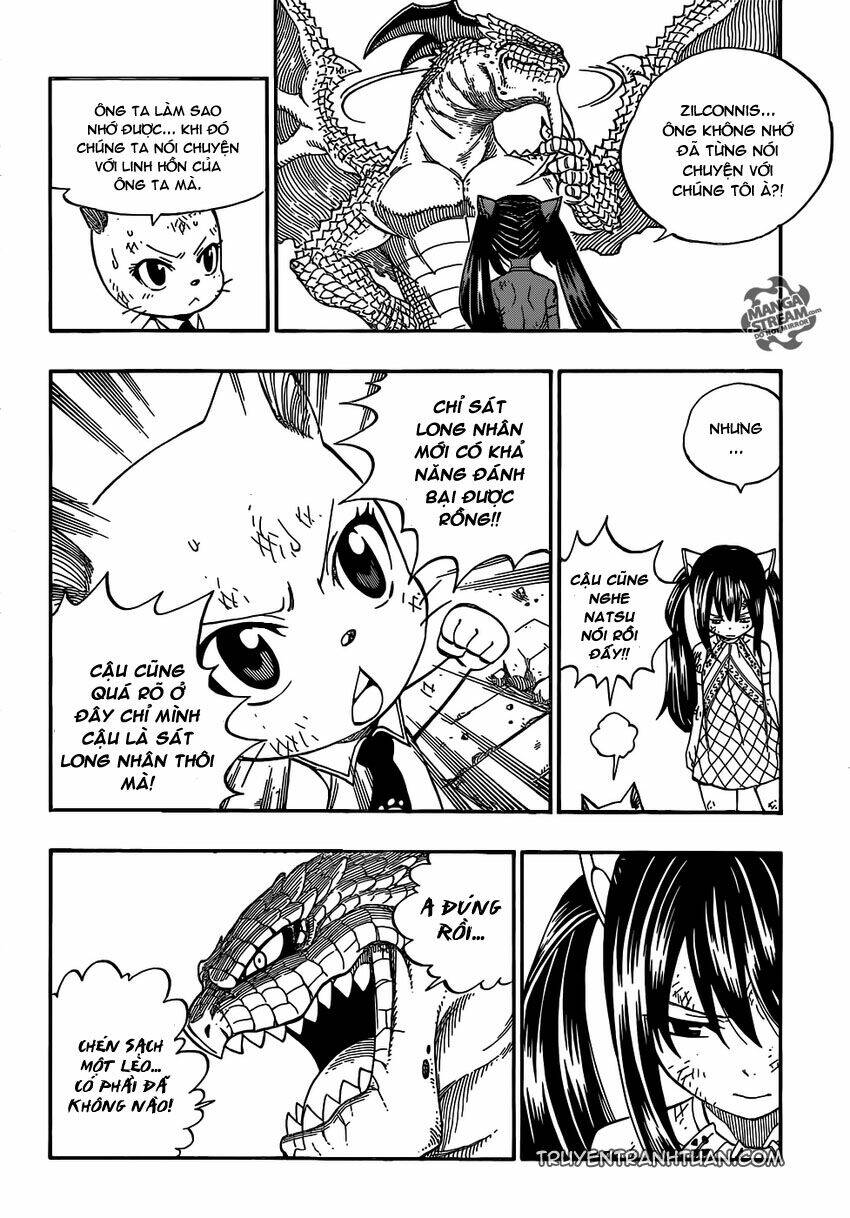 ZILCONNIS...
ÔNG KHÔNG NHỚ
ĐÃ TỪNG NÓI
CHUYỆN VỚI
CHÚNG TÔI À?!
ÔNG TA LÀM SAO
NHỚ ĐƯỢC... KHI ĐÓ
CHÚNG TA NÓI CHUYỆN
VỚI LINH HỒN CỦA
ÔNG TA MÀ.
MANGA
STREAM.com
DO NOT MIRROR
NHƯNG
...
CẬU CŨNG
NGHE
NATSU
NÓI RỒI
ĐẤY!!
CHỈ SÁT
LONG NHÂN
MỚI CÓ KHẢ
NĂNG ĐÁNH
BẠI ĐƯỢC
RỒNG!!
CẬU CŨNG
QUÁ RÕ Ở
ĐÂY CHỈ MÌNH
CẬU LÀ SÁT
LONG NHÂN THÔI
MÀ!
A ĐÚNG
RỒI...
CHÉN SẠCH
MỘT LÈO...
CÓ PHẢI ĐÃ
KHÔNG NÀO!
TRUYENTRANHTUAN.COM